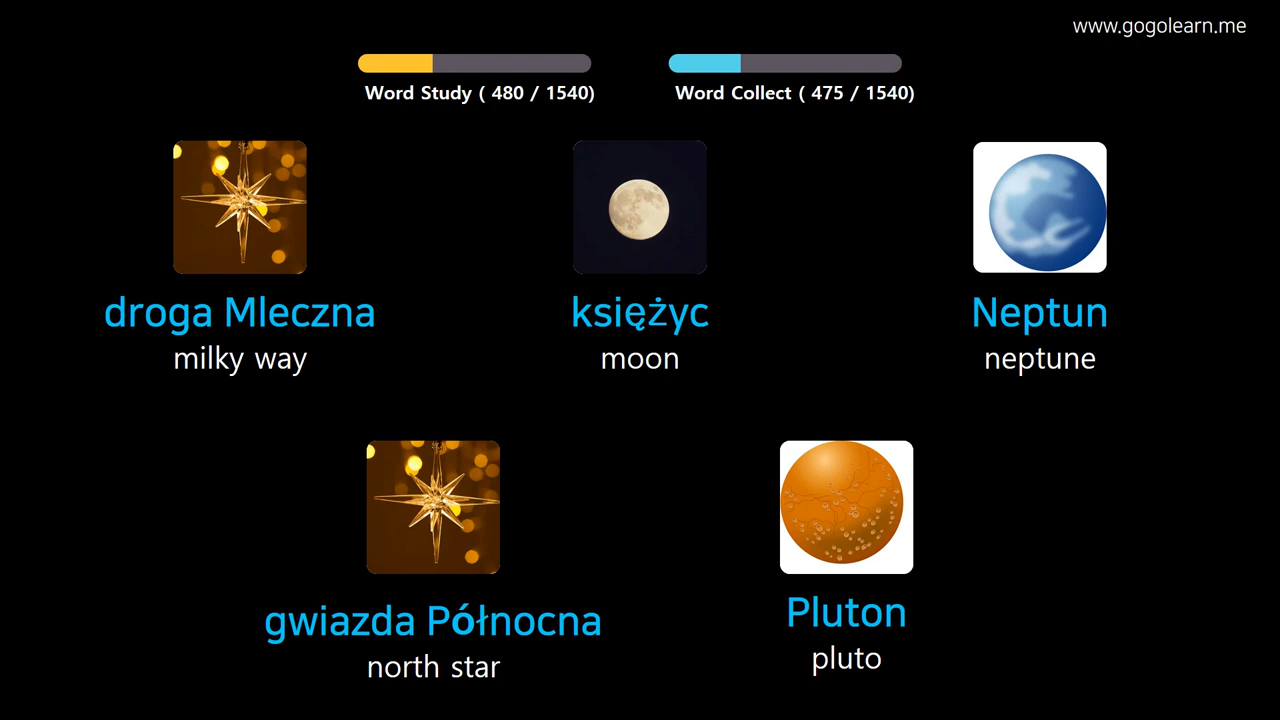 www.gogolearn.me
Word Study ( 480 / 1540)
Word Collect ( 475 / 1540)
droga Mleczna
milky way
księżyc
moon
Neptun
neptune
gwiazda Północna
north star
Pluton
pluto